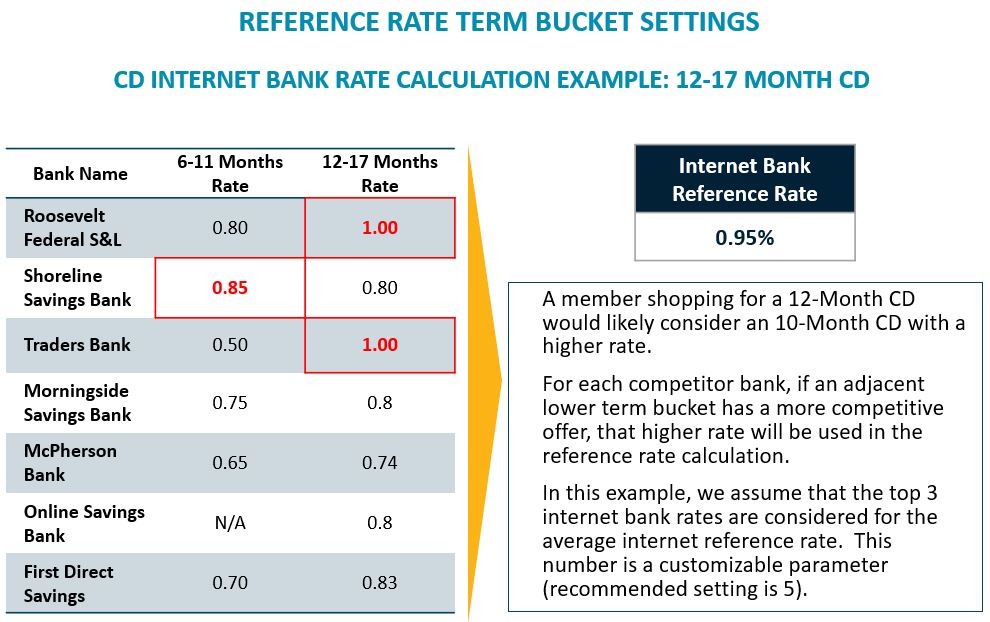 REFERENCE RATE TERM BUCKET SETTINGS
CD INTERNET BANK RATE CALCULATION EXAMPLE: 12-17 MONTH CD
Bank Name 6-11 Months Rate 12-17 Months Rate
Roosevelt Federal S&L 0.80 1.00
Shoreline Savings Bank 0.85 0.80
Traders Bank 0.50 1.00
Morningside Savings Bank 0.75 0.8
McPherson Bank 0.65 0.74
Online Savings Bank N/A 0.8
First Direct Savings 0.70 0.83
Internet Bank
Reference Rate
0.95%
A member shopping for a 12-Month CD
would likely consider an 10-Month CD with a
higher rate.
For each competitor bank, if an adjacent
lower term bucket has a more competitive
offer, that higher rate will be used in the
reference rate calculation.
In this example, we assume that the top 3
internet bank rates are considered for the
average internet reference rate.  This
number is a customizable parameter
(recommended setting is 5).